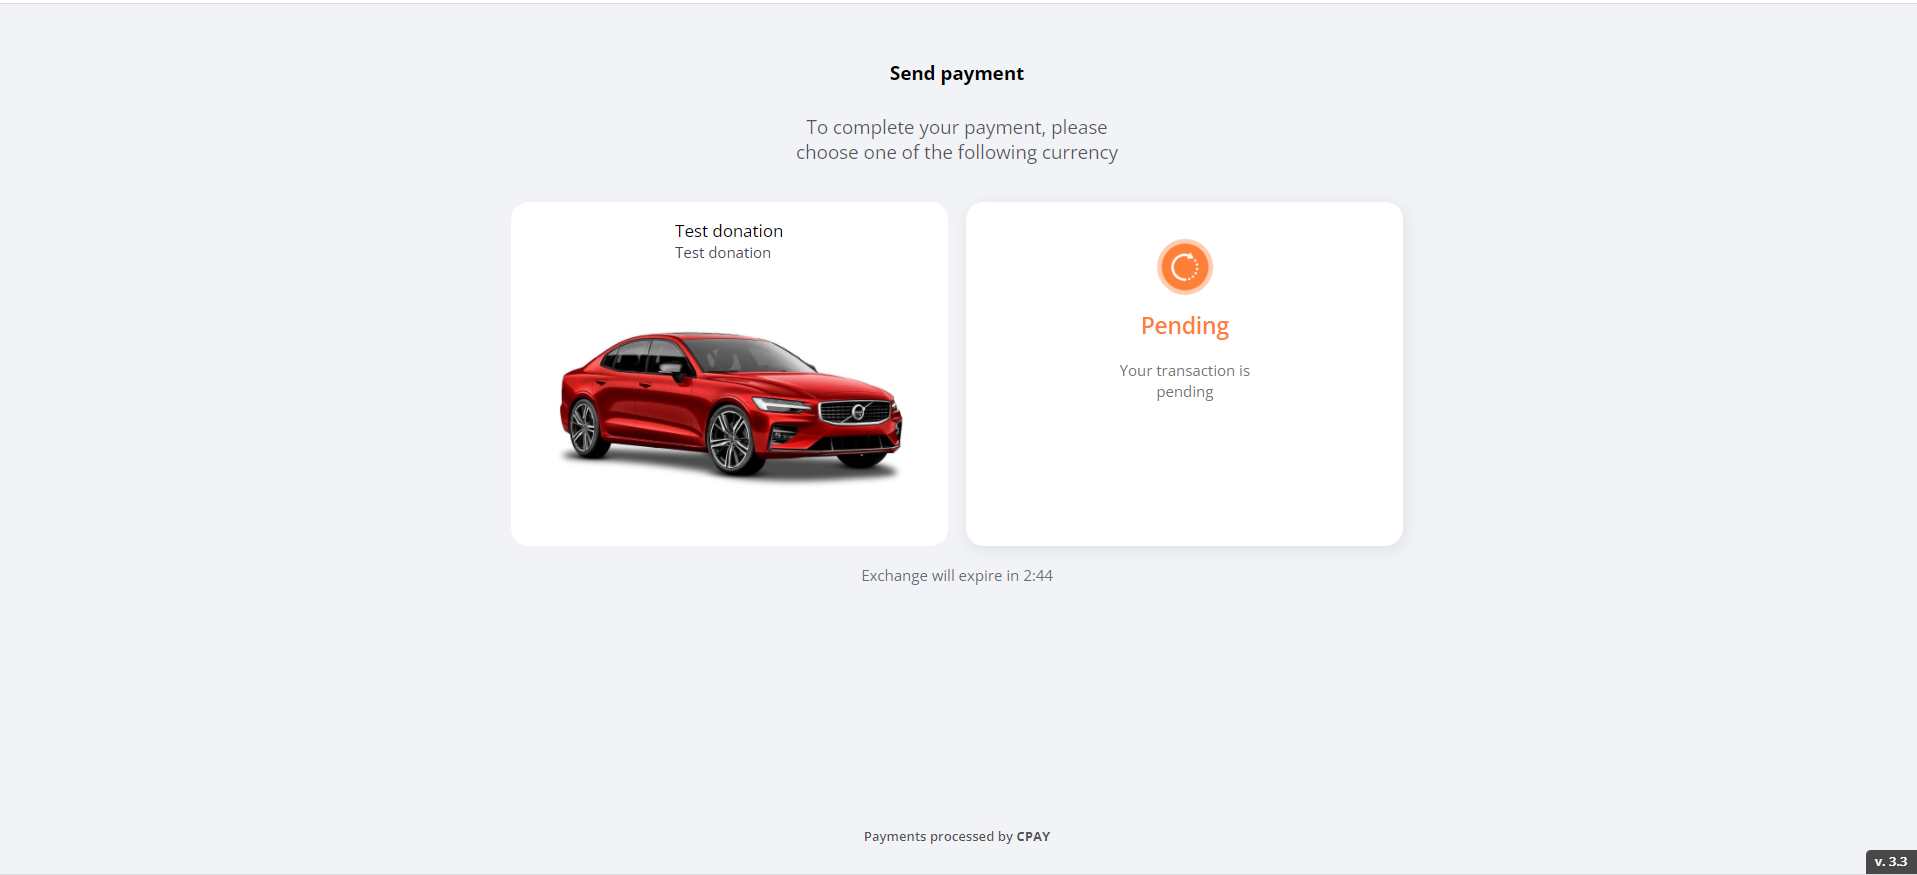 Send payment
To complete your payment, please
choose one of the following currency
Test donation
Test donation
Pending
Your transaction is
pending
Exchange will expire in 2:44
Payments processed by CPAY
v. 3.3